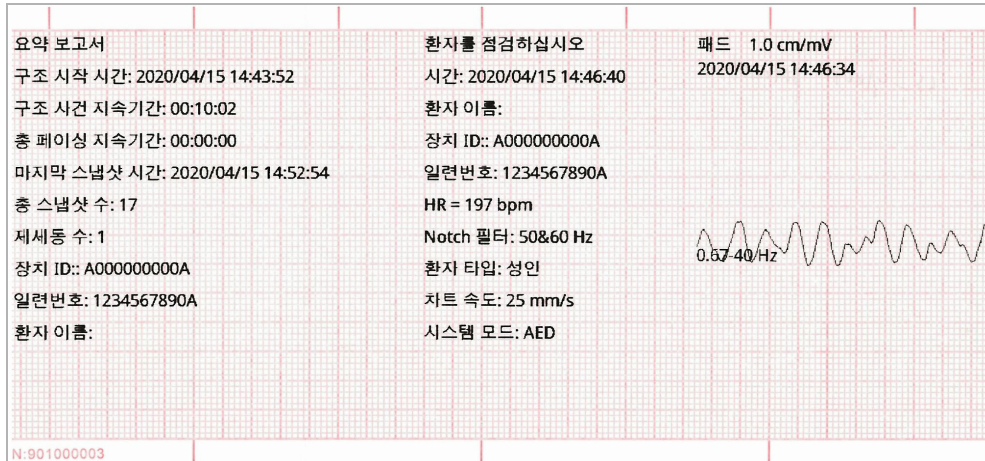 요약 보고서
구조 시작 시간: 2020/04/15 14:43:52
구조 사건 지속기간: 00:10:02
총 페이싱 지속기간: 00:00:00
마지막 스냅샷 시간: 2020/04/15 14:52:54
총 스냅샷 수: 17
제세동 수: 1
장치 ID:: A000000000A
일련번호: 1234567890A
환자 이름:
환자를 점검하십시오
시간: 2020/04/15 14:46:40
환자 이름:
장치 ID:: A000000000A
일련번호: 1234567890A
HR = 197 bpm
Notch 필터: 50&60 Hz
환자 타입: 성인
차트 속도: 25 mm/s
시스템 모드: AED
패드 1.0 cm/mV
2020/04/15 14:46:34
0.67-40 Hz
N:901000003